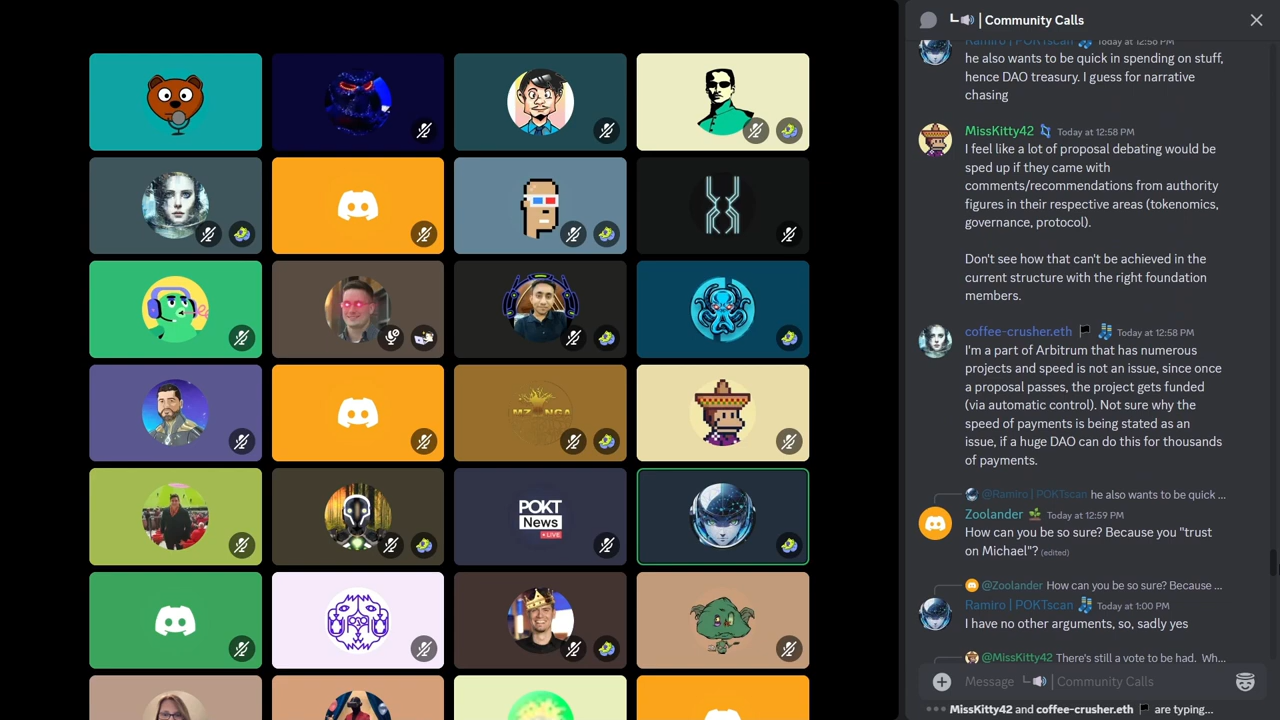 ┗🔊 | Community Calls
Ramiro | POKTscan Today at 12:58 PM
he also wants to be quick in spending on stuff,
hence DAO treasury. I guess for narrative
chasing
MissKitty42 Today at 12:58 PM
I feel like a lot of proposal debating would be
sped up if they came with
comments/recommendations from authority
figures in their respective areas (tokenomics,
governance, protocol).
Don't see how that can't be achieved in the
current structure with the right foundation
members.
coffee-crusher.eth Today at 12:58 PM
I'm a part of Arbitrum that has numerous
projects and speed is not an issue, since once
a proposal passes, the project gets funded
(via automatic control). Not sure why the
speed of payments is being stated as an
issue, if a huge DAO can do this for thousands
of payments.
@Ramiro | POKTscan he also wants to be quick ...
Zoolander Today at 12:59 PM
How can you be so sure? Because you "trust
on Michael"? (edited)
@Zoolander How can you be so sure? Because ...
Ramiro | POKTscan Today at 1:00 PM
I have no other arguments, so, sadly yes
@MissKitty42 There's still a vote to be had. Wh...
Message ┗🔊 | Community Calls
MissKitty42 and coffee-crusher.eth are typing...
MZONGA
POKT
News
LIVE